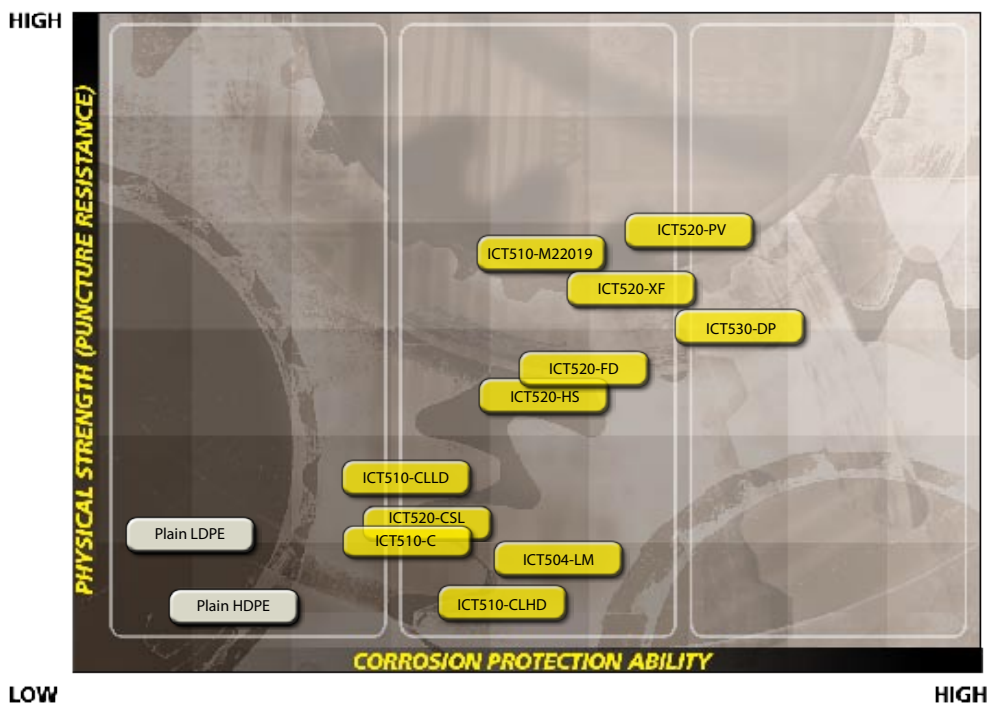 HIGH
PHYSICAL STRENGTH (PUNCTURE RESISTANCE)
ICT520-PV
ICT510-M22019
ICT520-XF
ICT530-DP
ICT520-FD
ICT520-HS
ICT510-CLLD
ICT520-CSL
Plain LDPE
ICT510-C
ICT504-LM
Plain HDPE
ICT510-CLHD
CORROSION PROTECTION ABILITY
LOW
HIGH